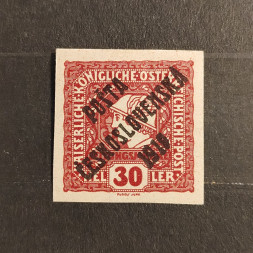 KAISERLICHE KÖNIGLICHE ÖSTERREICHISCHE POST
POŠTA
ČESKOSLOVENSKÁ
1919
30
HELLER